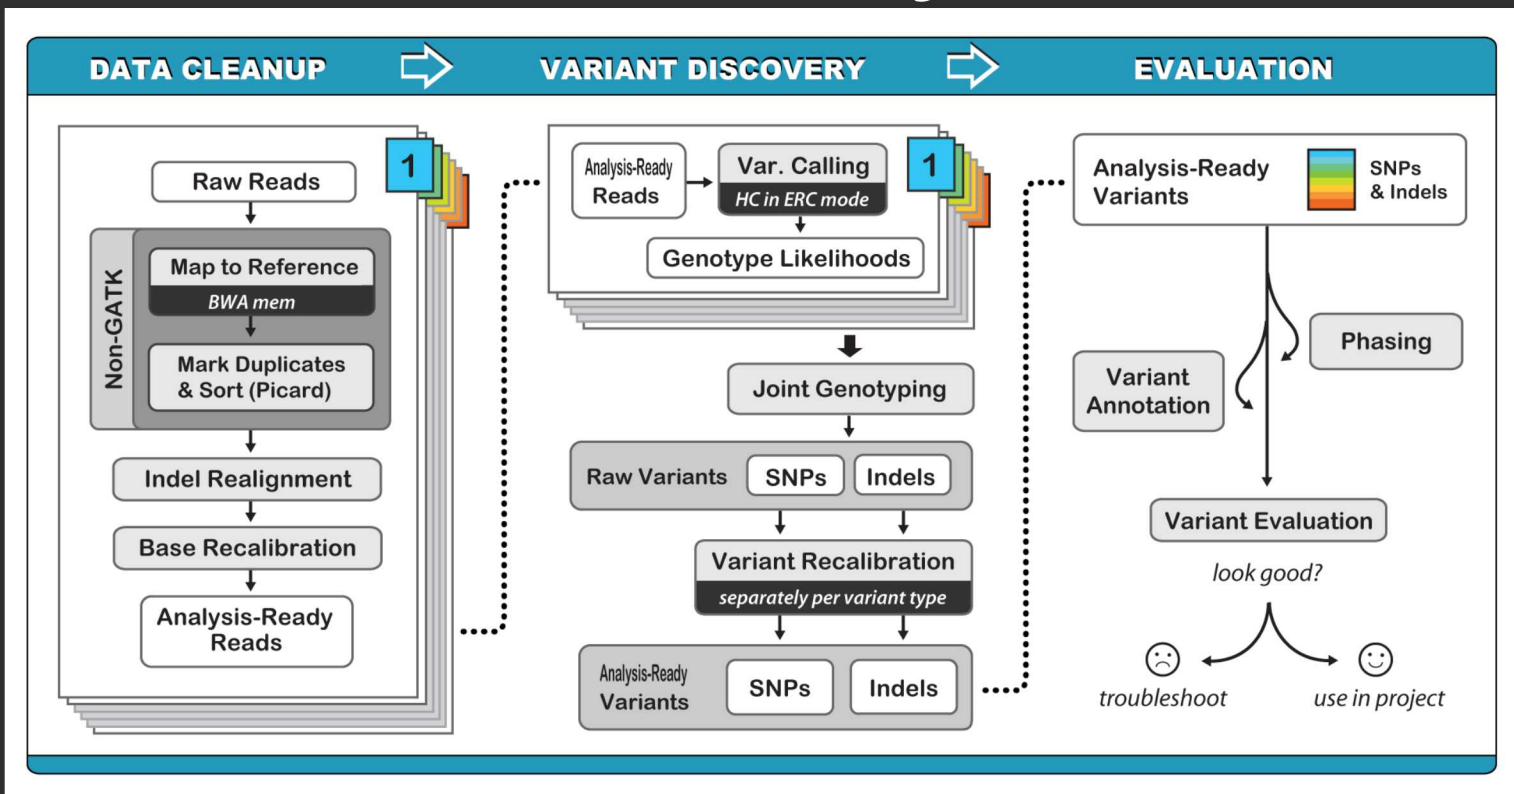 DATA CLEANUP
VARIANT DISCOVERY
EVALUATION
1
Raw Reads
Non-GATK
Map to Reference
BWA mem
Mark Duplicates
& Sort (Picard)
Indel Realignment
Base Recalibration
Analysis-Ready
Reads
1
Analysis-Ready
Reads
Var. Calling
HC in ERC mode
Genotype Likelihoods
Joint Genotyping
Raw Variants
SNPs
Indels
Variant Recalibration
separately per variant type
Analysis-Ready
Variants
SNPs
Indels
Analysis-Ready
Variants
SNPs
& Indels
Phasing
Variant
Annotation
Variant Evaluation
look good?
troubleshoot
use in project